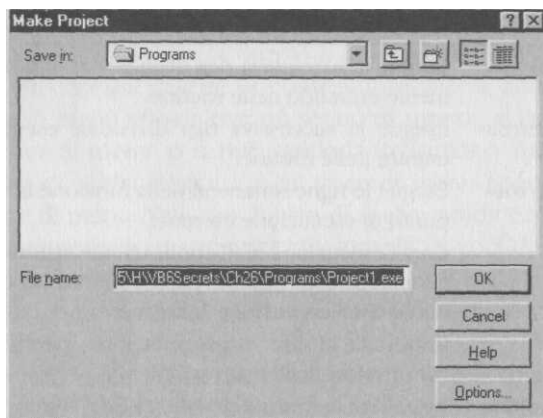 Make Project
Save in: Programs
File name: 5\H\VB6Secrets\Ch26\Programs\Project1.exe
OK
Cancel
Help
Options...